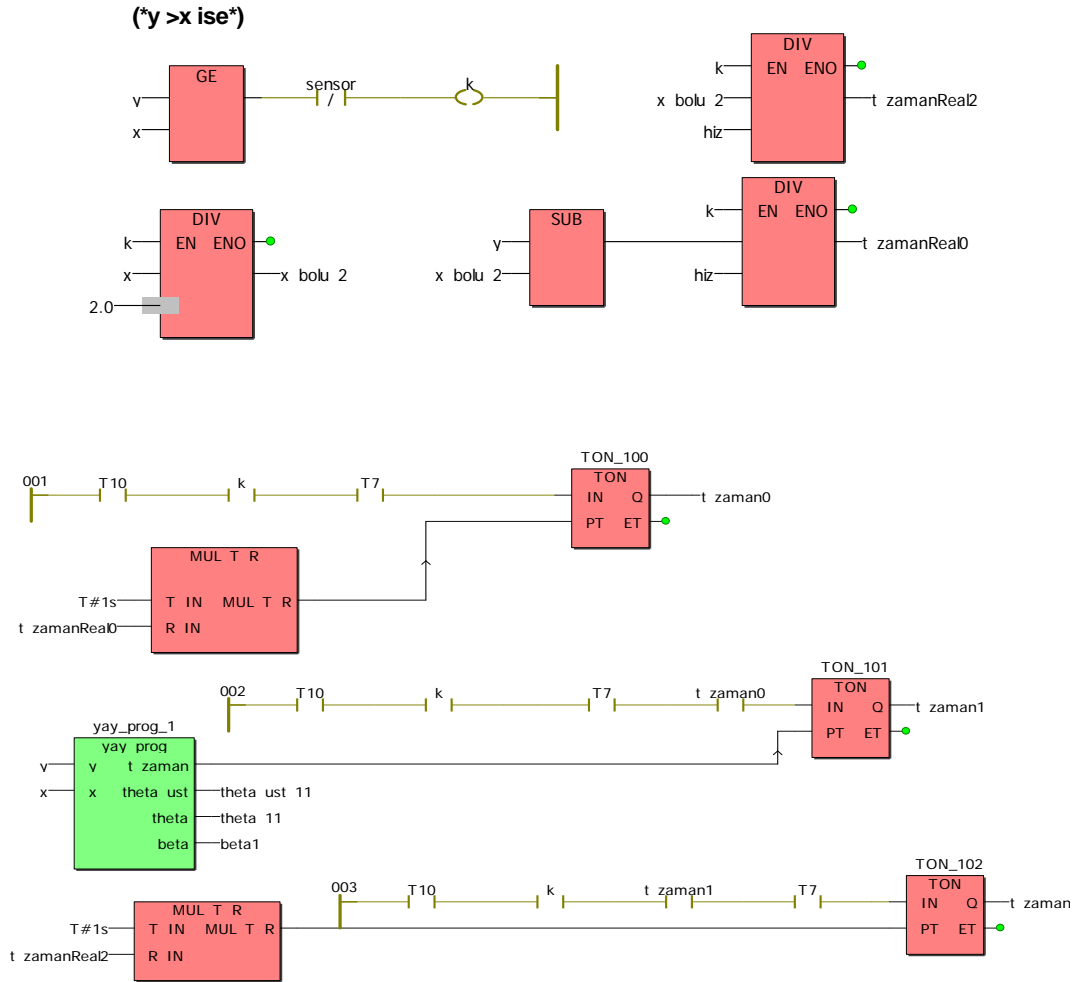 (*y >x ise*)
GE
y
x
sensor
/
k
DIV
EN ENO
k
x bolu 2
hiz
t zamanReal2
DIV
EN ENO
k
x
2.0
x bolu 2
SUB
y
x bolu 2
DIV
EN ENO
k
hiz
t zamanReal0
001
T10
k
T7
TON_100
TON
IN Q
PT ET
t zaman0
MUL T R
T IN MUL T R
R IN
T#1s
t zamanReal0
002
T10
k
T7
t zaman0
TON_101
TON
IN Q
PT ET
t zaman1
yay_prog_1
yay prog
y y t zaman
x x theta ust theta ust 11
theta theta 11
beta beta1
003
T10
k
t zaman1
T7
TON_102
TON
IN Q
PT ET
t zaman
MUL T R
T#1s T IN MUL T R
t zamanReal2 R IN